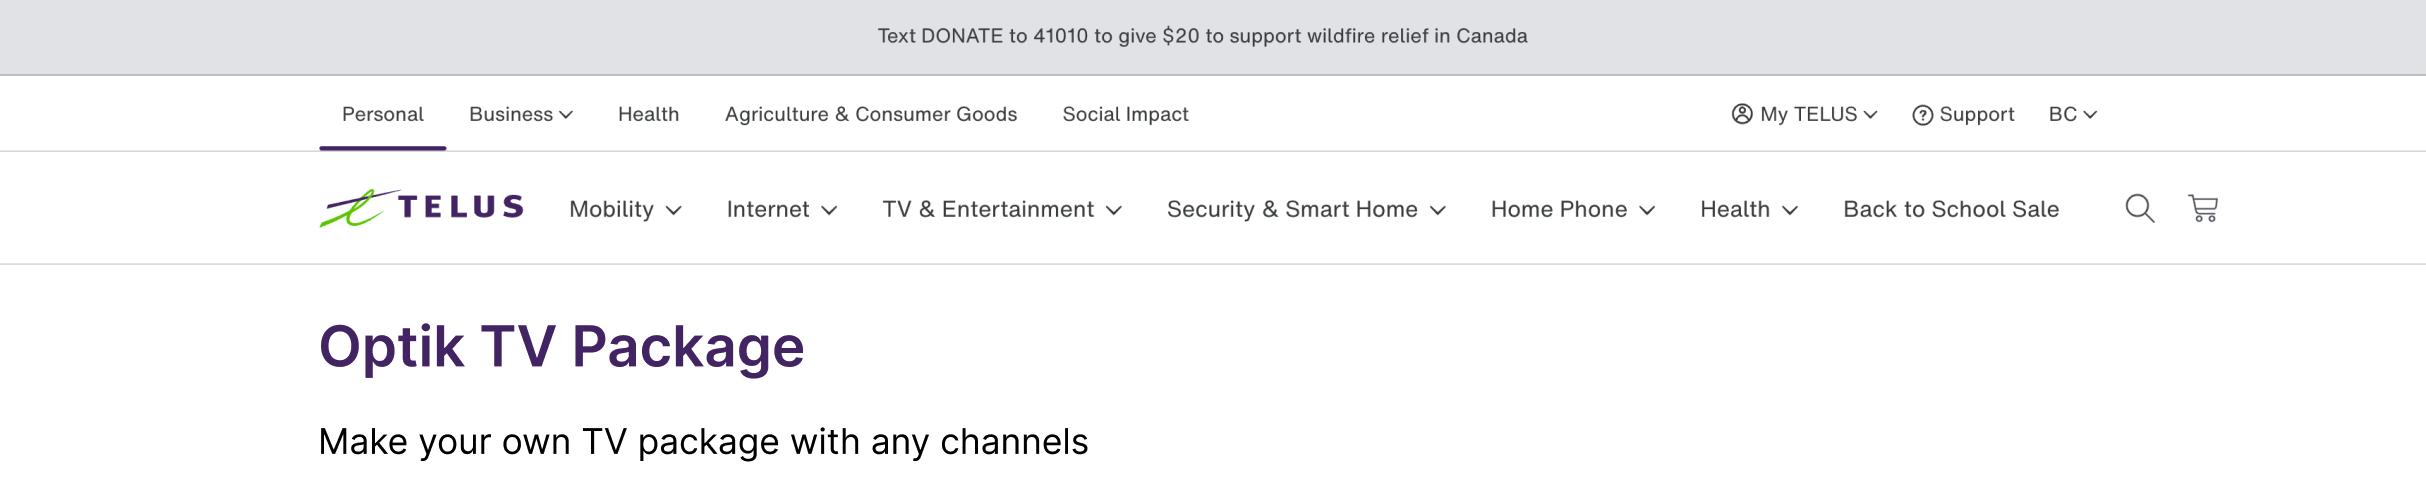 Text DONATE to 41010 to give $20 to support wildfire relief in Canada
Personal Business Health Agriculture & Consumer Goods Social Impact My TELUS Support BC
TELUS Mobility Internet TV & Entertainment Security & Smart Home Home Phone Health Back to School Sale
Optik TV Package
Make your own TV package with any channels